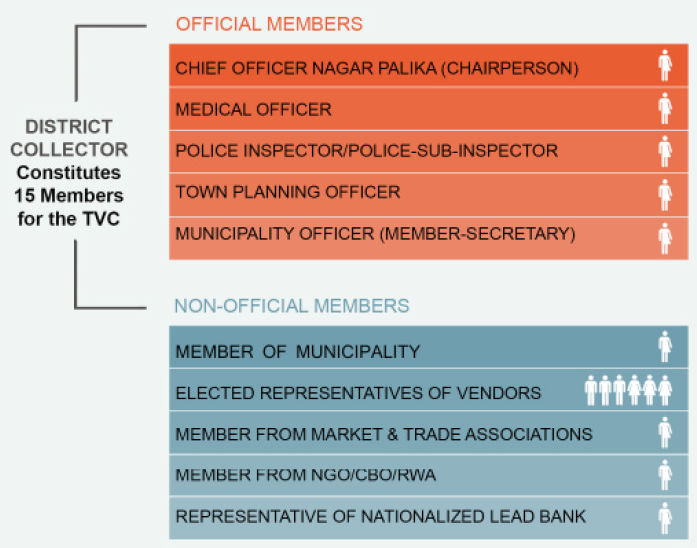 OFFICIAL MEMBERS
CHIEF OFFICER NAGAR PALIKA (CHAIRPERSON)
MEDICAL OFFICER
POLICE INSPECTOR/POLICE-SUB-INSPECTOR
TOWN PLANNING OFFICER
MUNICIPALITY OFFICER (MEMBER-SECRETARY)
DISTRICT
COLLECTOR
Constitutes
15 Members
for the TVC
NON-OFFICIAL MEMBERS
MEMBER OF MUNICIPALITY
ELECTED REPRESENTATIVES OF VENDORS
MEMBER FROM MARKET & TRADE ASSOCIATIONS
MEMBER FROM NGO/CBO/RWA
REPRESENTATIVE OF NATIONALIZED LEAD BANK